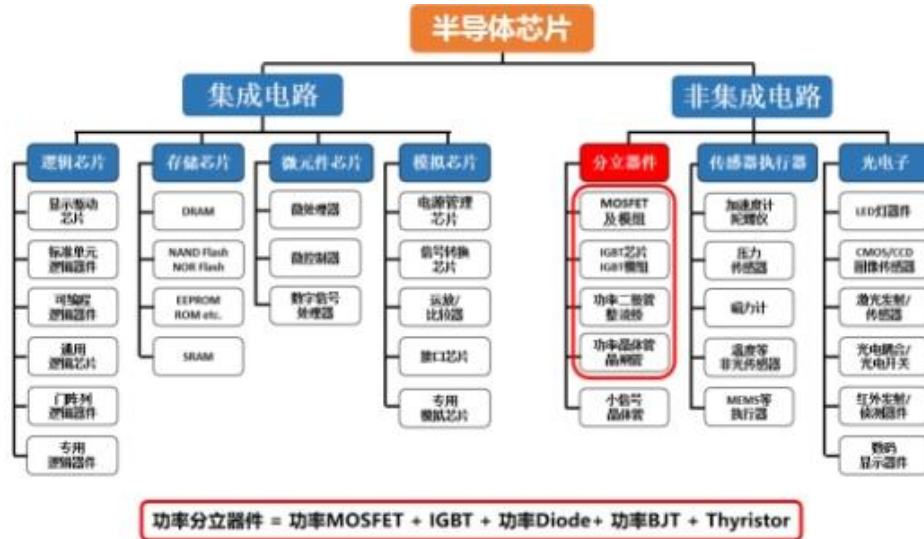 半导体芯片
集成电路
非集成电路
逻辑芯片
存储芯片
微元件芯片
模拟芯片
分立器件
传感器执行器
光电子
显示驱动
芯片
标准单元
逻辑器件
可编程
逻辑器件
通用
逻辑芯片
门阵列
逻辑器件
专用
逻辑器件
DRAM
NAND Flash
NOR Flash
EEPROM
ROM etc.
SRAM
微处理器
微控制器
数字信号
处理器
电源管理
芯片
信号转换
芯片
运放/
比较器
接口芯片
专用
模拟芯片
MOSFET
及模组
IGBT芯片
IGBT模组
功率二极管
整流桥
功率晶体管
晶闸管
小信号
晶体管
加速度计
陀螺仪
压力
传感器
磁力计
温度等
非光传感器
MEMS等
执行器
LED灯器件
CMOS/CCD
图像传感器
激光发射/
传感器
光电耦合/
光电开关
红外发射/
侦测器件
数码
显示器件
功率分立器件 = 功率MOSFET + IGBT + 功率Diode+ 功率BJT + Thyristor